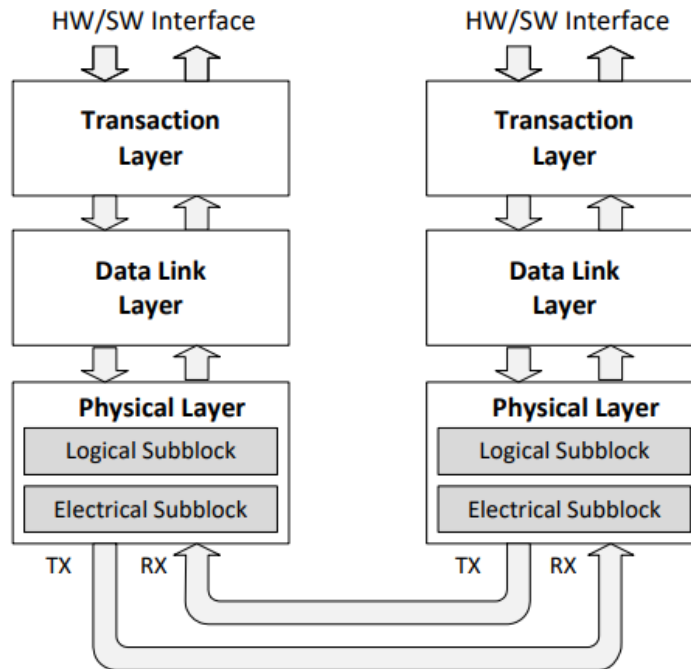 HW/SW Interface
Transaction
Layer
Data Link
Layer
Physical Layer
Logical Subblock
Electrical Subblock
TX RX
HW/SW Interface
Transaction
Layer
Data Link
Layer
Physical Layer
Logical Subblock
Electrical Subblock
TX RX